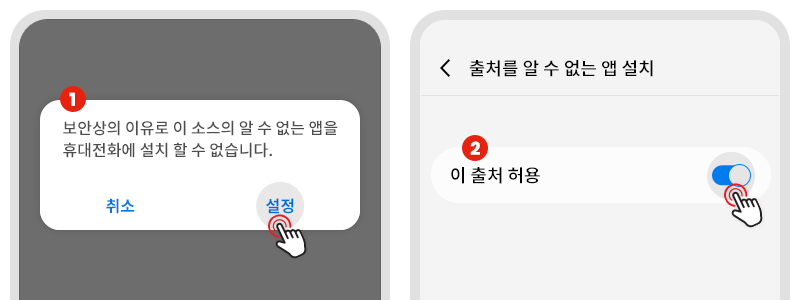 1
보안상의 이유로 이 소스의 알 수 없는 앱을
휴대전화에 설치 할 수 없습니다.
취소 설정
출처를 알 수 없는 앱 설치
2
이 출처 허용